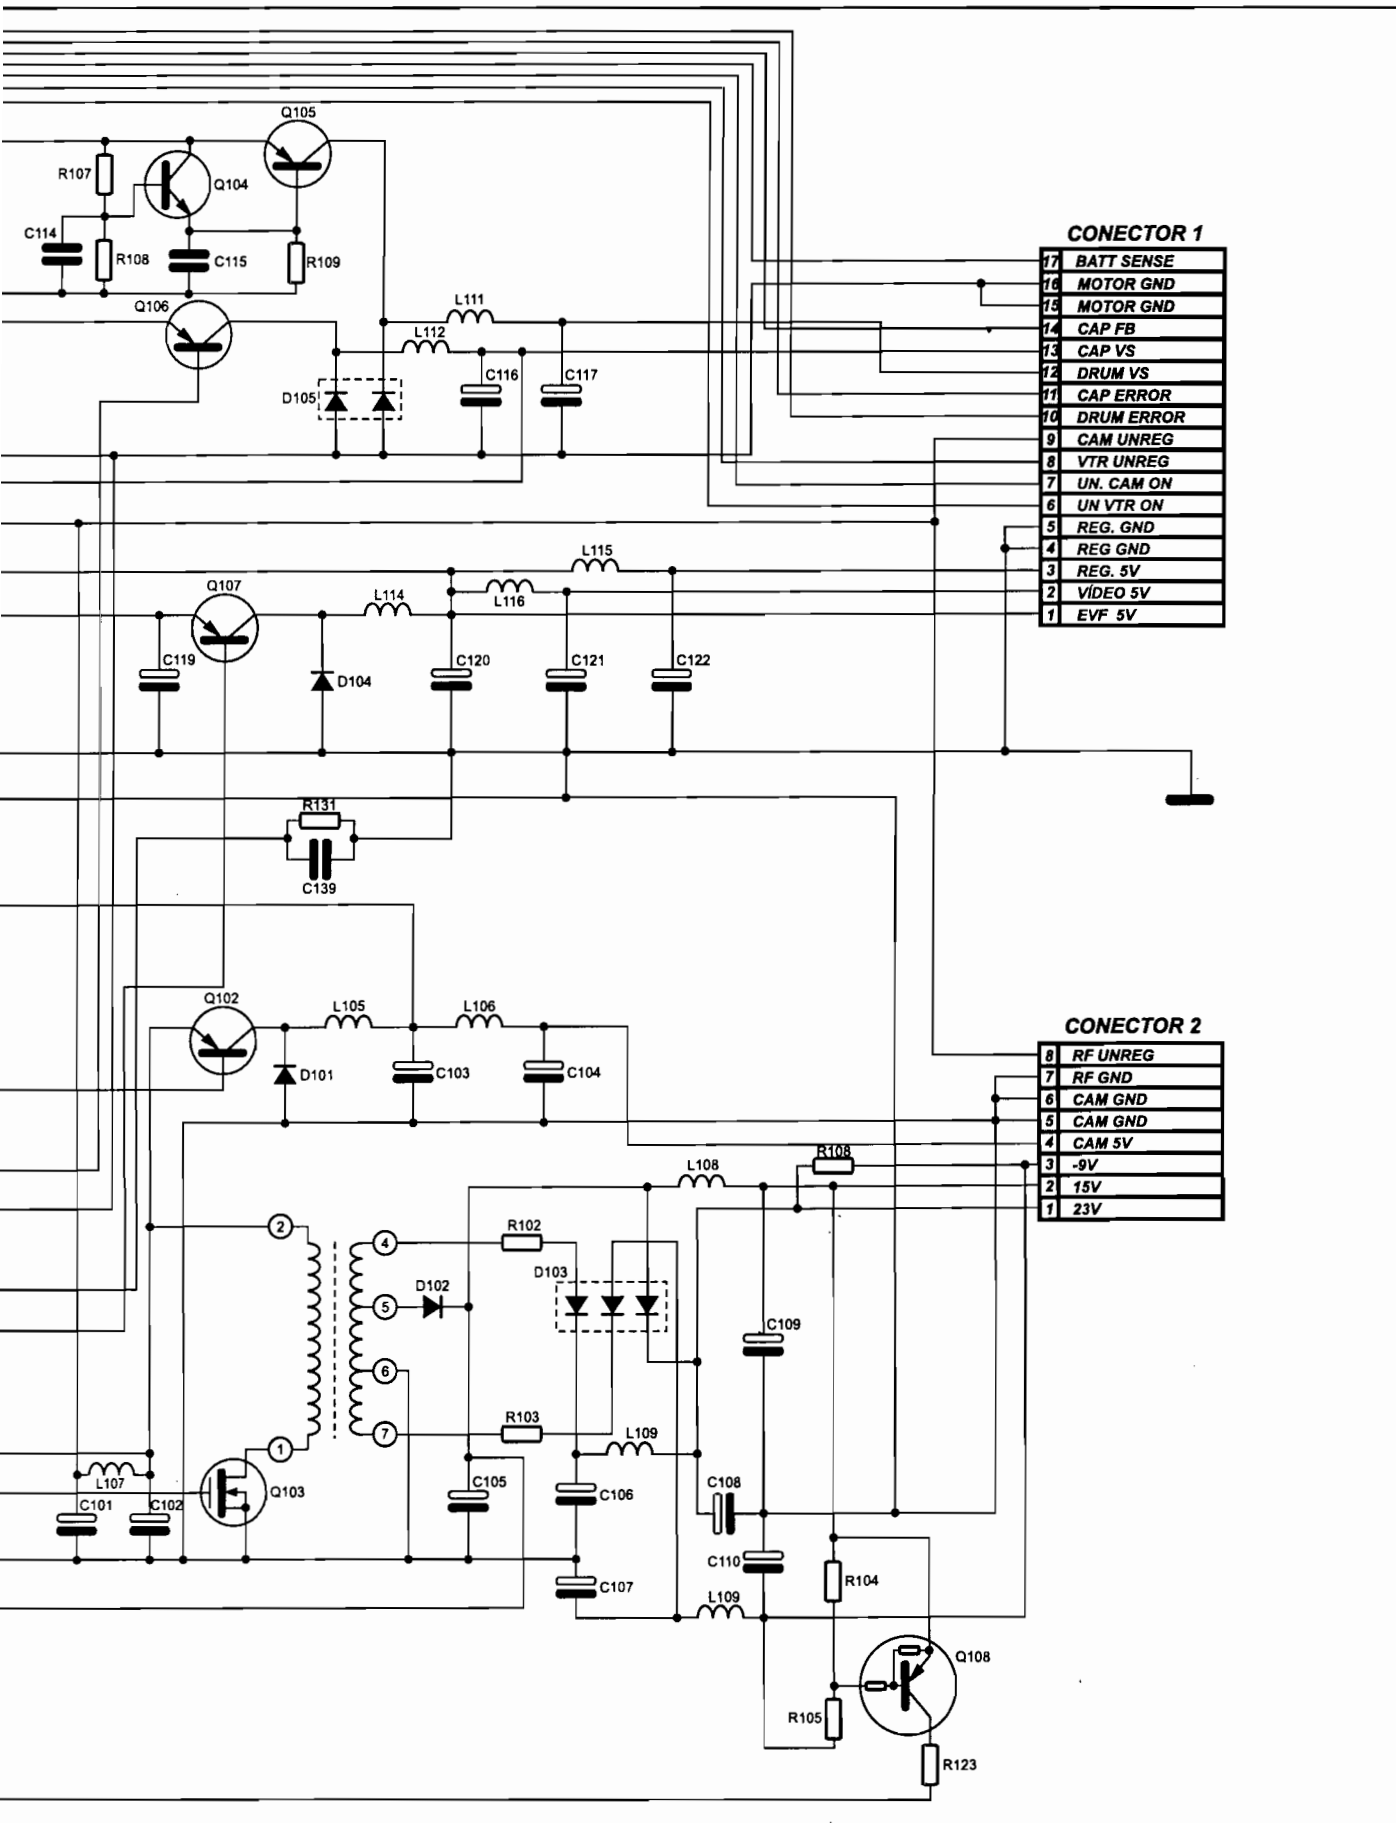 Q105
R107
Q104
C114
R108
C115
R109
CONECTOR 1
17 BATT SENSE
16 MOTOR GND
15 MOTOR GND
14 CAP FB
13 CAP VS
12 DRUM VS
11 CAP ERROR
10 DRUM ERROR
9 CAM UNREG
8 VTR UNREG
7 UN. CAM ON
6 UN VTR ON
5 REG. GND
4 REG GND
3 REG. 5V
2 VÍDEO 5V
1 EVF 5V
Q106
L111
L112
D105
C116
C117
L115
Q107
L114
L116
C119
D104
C120
C121
C122
R131
C139
Q102
L105
L106
D101
C103
C104
CONECTOR 2
8 RF UNREG
7 RF GND
6 CAM GND
5 CAM GND
4 CAM 5V
3 -9V
2 15V
1 23V
R108
L108
2
4
R102
D103
D102
5
C109
6
7
R103
L109
1
L107
Q103
C101
C102
C105
C106
C108
C110
C107
L109
R104
Q108
R105
R123